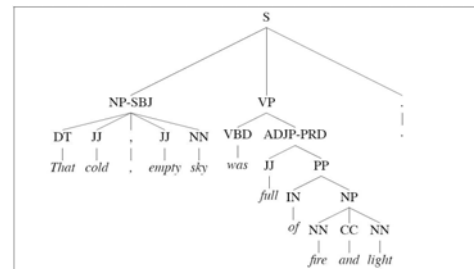 S
NP-SBJ VP .
DT JJ , JJ NN VBD ADJP-PRD .
That cold , empty sky was JJ PP
full IN NP
of NN CC NN
fire and light